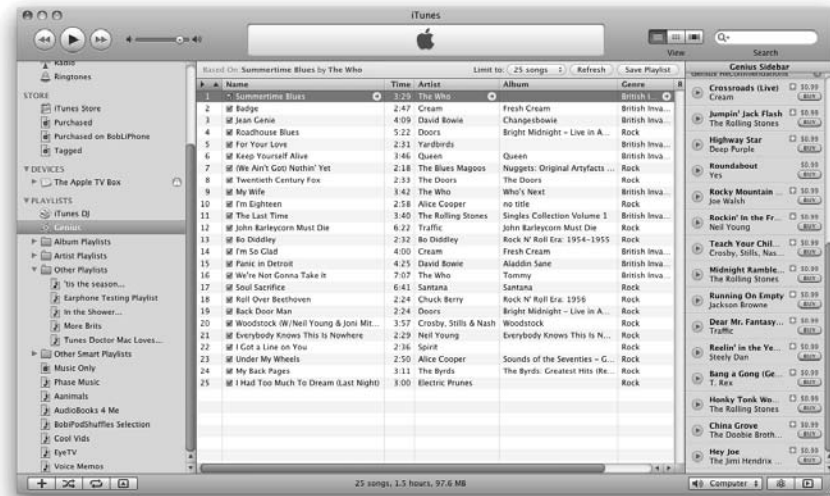 iTunes
View
Search
Radio
Ringtones
STORE
iTunes Store
Purchased
Purchased on BobLiPhone
Tagged
DEVICES
The Apple TV Box
PLAYLISTS
iTunes DJ
Genius
Album Playlists
Artist Playlists
Other Playlists
'tis the season...
Earphone Testing Playlist
In the Shower...
More Brits
Tunes Doctor Mac Loves...
Other Smart Playlists
Music Only
Phase Music
Aanimals
AudioBooks 4 Me
BobiPodShuffles Selection
Cool Vids
EyeTV
Voice Memos
Based On: Summertime Blues by The Who Limit to: 25 songs Refresh Save Playlist
Name Time Artist Album Genre R
1 Summertime Blues 3:29 The Who British I...
2 Badge 2:47 Cream Fresh Cream British Inva...
3 Jean Genie 4:09 David Bowie Changesbowie British Inva...
4 Roadhouse Blues 5:22 Doors Bright Midnight – Live in A... Rock
5 For Your Love 2:31 Yardbirds British Inva...
6 Keep Yourself Alive 3:46 Queen Queen British Inva...
7 (We Ain't Got) Nothin' Yet 2:18 The Blues Magoos Nuggets: Original Artyfacts ... Rock
8 Twentieth Century Fox 2:33 The Doors The Doors Rock
9 My Wife 3:42 The Who Who's Next British Inva...
10 I'm Eighteen 2:58 Alice Cooper no title Rock
11 The Last Time 3:40 The Rolling Stones Singles Collection Volume 1 British Inva...
12 John Barleycorn Must Die 6:22 Traffic John Barleycorn Must Die Rock
13 Bo Diddley 2:32 Bo Diddley Rock N' Roll Era: 1954–1955 Rock
14 I'm So Glad 4:00 Cream Fresh Cream British Inva...
15 Panic in Detroit 4:25 David Bowie Aladdin Sane British Inva...
16 We're Not Gonna Take It 7:07 The Who Tommy British Inva...
17 Soul Sacrifice 6:41 Santana Santana Rock
18 Roll Over Beethoven 2:24 Chuck Berry Rock N' Roll Era: 1956 Rock
19 Back Door Man 2:24 Doors Bright Midnight – Live in A... Rock
20 Woodstock (W/Neil Young & Joni Mit... 3:57 Crosby, Stills & Nash Woodstock Rock
21 Everybody Knows This Is Nowhere 2:29 Neil Young Everybody Knows This Is N... Rock
22 I Got a Line on You 2:36 Spirit Rock
23 Under My Wheels 2:50 Alice Cooper Sounds of the Seventies – G... Rock
24 My Back Pages 3:11 The Byrds The Byrds: Greatest Hits (Re... Rock
25 I Had Too Much To Dream (Last Night) 3:00 Electric Prunes Rock
Genius Sidebar
Genius Recommendations
Crossroads (Live) $0.99
Cream BUY
Jumpin' Jack Flash $0.99
The Rolling Stones BUY
Highway Star $0.99
Deep Purple BUY
Roundabout $0.99
Yes BUY
Rocky Mountain ... $0.99
Joe Walsh BUY
Rockin' In the Fr... $0.99
Neil Young BUY
Teach Your Chil... $0.99
Crosby, Stills, Nas... BUY
Midnight Ramble... $0.99
The Rolling Stones BUY
Running On Empty $0.99
Jackson Browne BUY
Dear Mr. Fantasy... $0.99
Traffic BUY
Reelin' in the Ye... $0.99
Steely Dan BUY
Bang a Gong (Ge... $0.99
T. Rex BUY
Honky Tonk Wo... $0.99
The Rolling Stones BUY
China Grove $0.99
The Doobie Broth... BUY
Hey Joe $0.99
The Jimi Hendrix ... BUY
25 songs, 1.5 hours, 97.6 MB
Computer